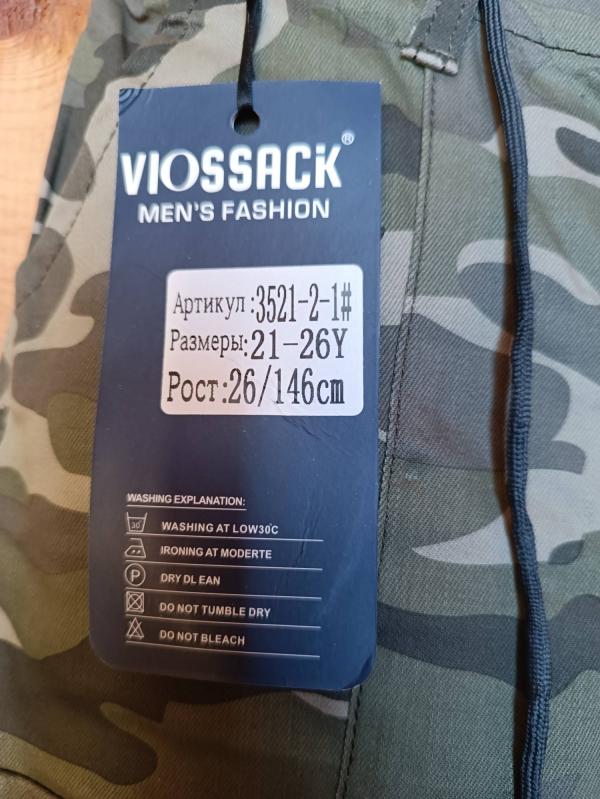 VIOSSACK®
MEN'S FASHION
Артикул:3521-2-1#
Размеры:21-26Y
Рост:26/146cm
WASHING EXPLANATION:
30 WASHING AT LOW30C
IRONING AT MODERTE
P DRY DL EAN
DO NOT TUMBLE DRY
DO NOT BLEACH